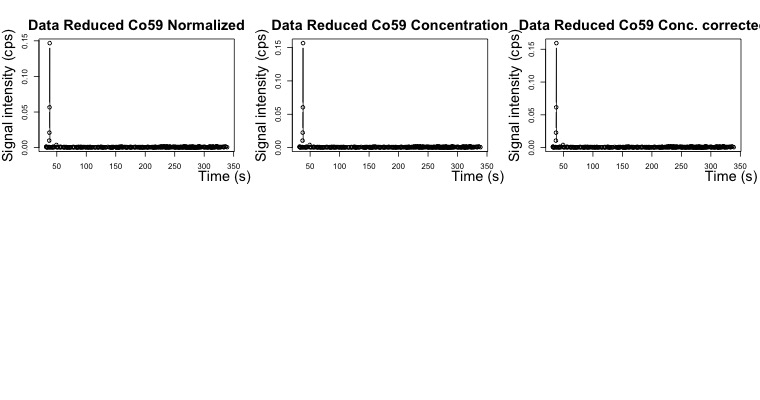 Data Reduced Co59 Normalized
Signal intensity (cps)
0.00 0.05 0.10 0.15
50 100 150 200 250 300 350
Time (s)
Data Reduced Co59 Concentration
Signal intensity (cps)
0.00 0.05 0.10 0.15
50 100 150 200 250 300 350
Time (s)
Data Reduced Co59 Conc. corrected
Signal intensity (cps)
0.00 0.05 0.10 0.15
50 100 150 200 250 300 350
Time (s)